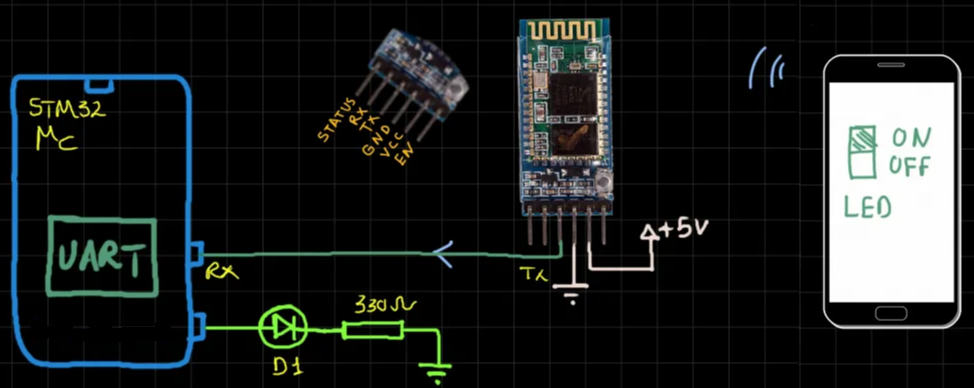 STM32
MC
UART
RX
D1
330Ω
STATUS
RX
TX
GND
VCC
EN
TX
+5V
ON
OFF
LED